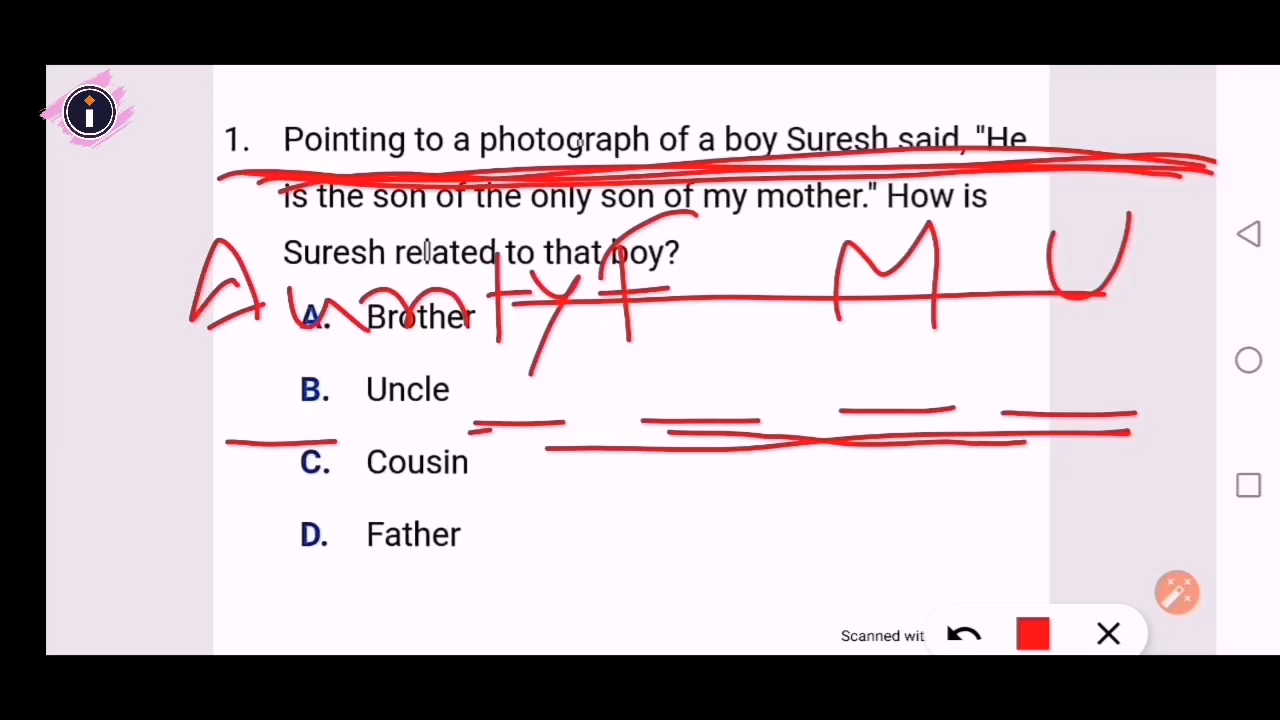 i
1. Pointing to a photograph of a boy Suresh said, "He
is the son of the only son of my mother." How is
Suresh related to that boy?
Aunty F M U
A. Brother
B. Uncle
C. Cousin
D. Father
Scanned wit